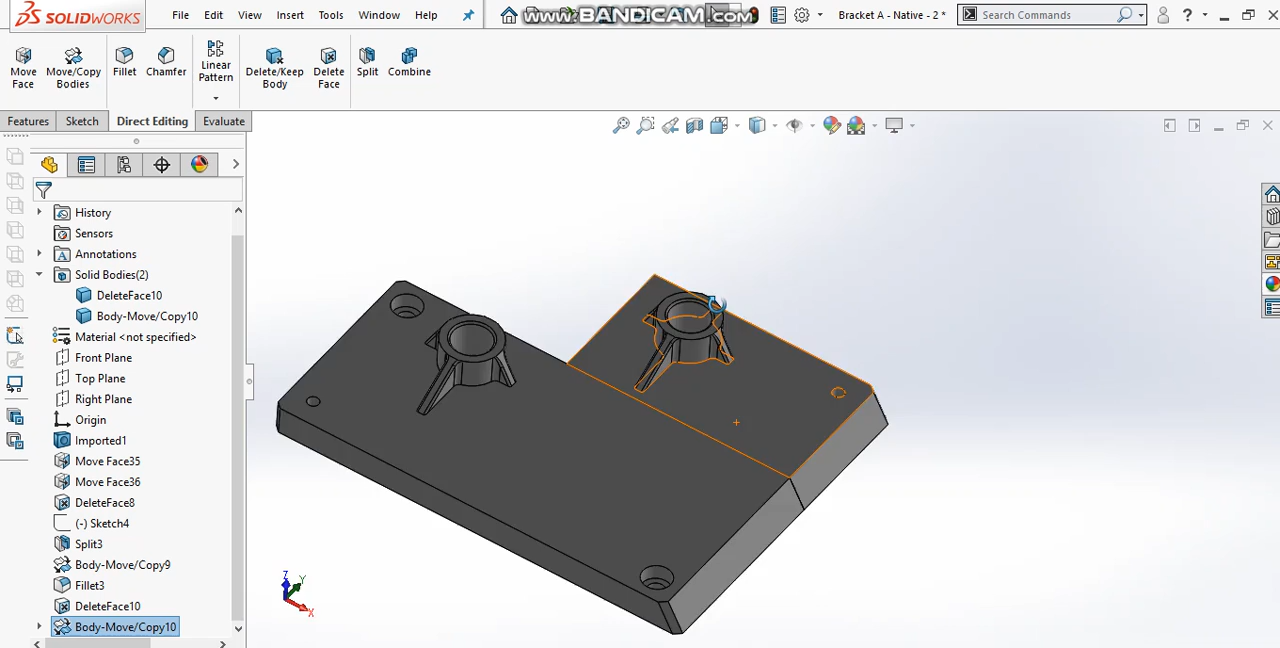 SOLIDWORKS
File Edit View Insert Tools Window Help
www.BANDICAM.com
Bracket A - Native - 2 *
Search Commands
?
Move Face
Move/Copy Bodies
Fillet
Chamfer
Linear Pattern
Delete/Keep Body
Delete Face
Split
Combine
Features Sketch Direct Editing Evaluate
History
Sensors
A Annotations
Solid Bodies(2)
DeleteFace10
Body-Move/Copy10
Material <not specified>
Front Plane
Top Plane
Right Plane
Origin
Imported1
Move Face35
Move Face36
DeleteFace8
(-) Sketch4
Split3
Body-Move/Copy9
Fillet3
DeleteFace10
Body-Move/Copy10
Z
Y
X